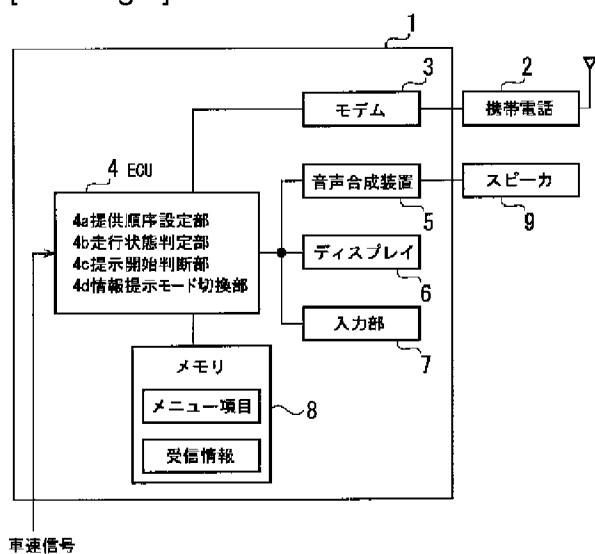 1
3
2
モデム
携帯電話
4 ECU
音声合成装置
スピーカ
5
9
4a提供順序設定部
4b走行状態判定部
4c提示開始判断部
4d情報提示モード切換部
ディスプレイ
6
入力部
7
メモリ
メニュー項目
8
受信情報
車速信号